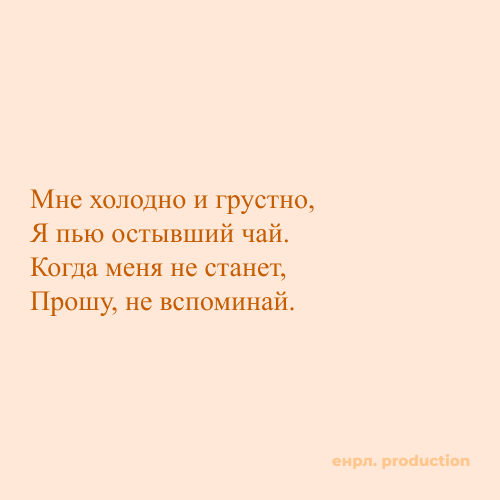 Мне холодно и грустно,
Я пью остывший чай.
Когда меня не станет,
Прошу, не вспоминай.
енрл. production